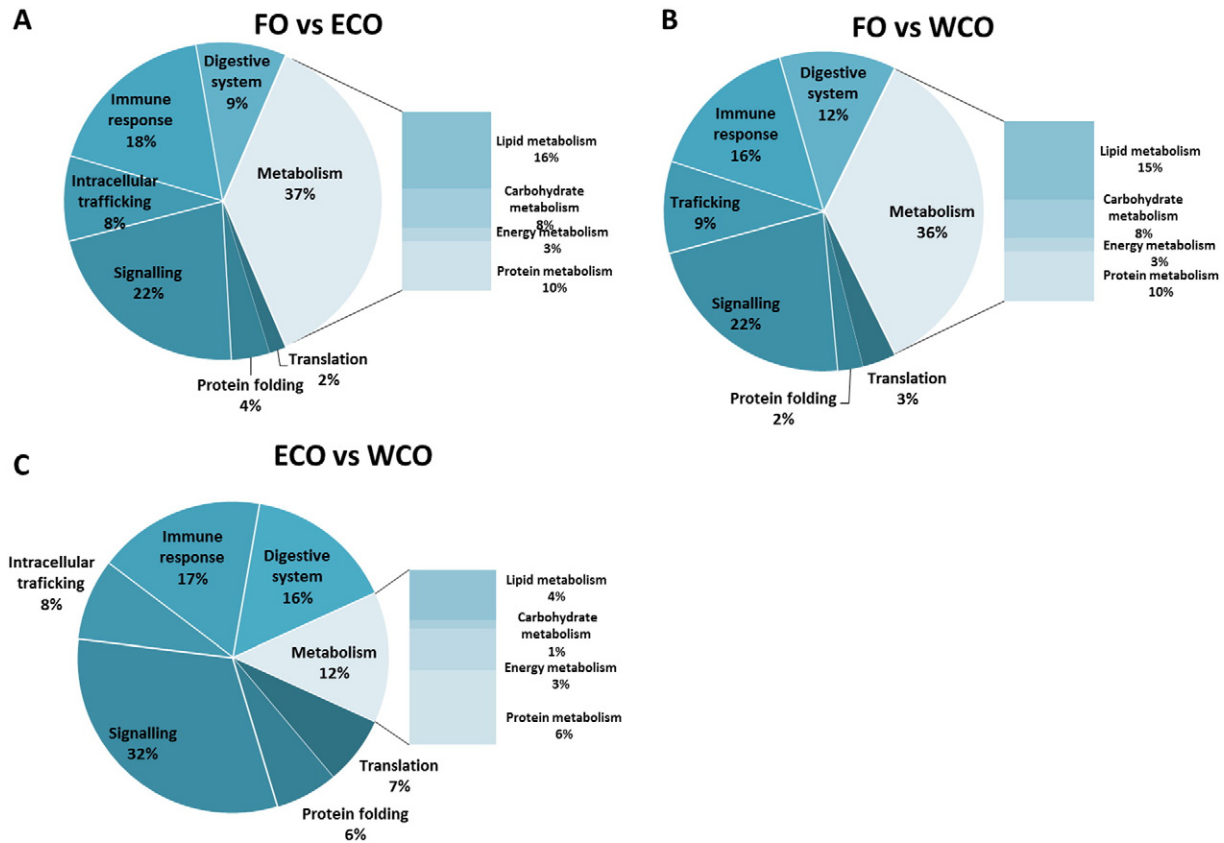 A
FO vs ECO
Digestive
system
9%
Immune
response
18%
Intracellular
trafficking
8%
Metabolism
37%
Signalling
22%
Protein folding
4%
Translation
2%
Lipid metabolism
16%
Carbohydrate
metabolism
8%
Energy metabolism
3%
Protein metabolism
10%
B
FO vs WCO
Digestive
system
12%
Immune
response
16%
Traficking
9%
Metabolism
36%
Signalling
22%
Protein folding
2%
Translation
3%
Lipid metabolism
15%
Carbohydrate
metabolism
8%
Energy metabolism
3%
Protein metabolism
10%
C
ECO vs WCO
Immune
response
17%
Digestive
system
16%
Intracellular
traficking
8%
Metabolism
12%
Signalling
32%
Translation
7%
Protein folding
6%
Lipid metabolism
4%
Carbohydrate
metabolism
1%
Energy metabolism
3%
Protein metabolism
6%